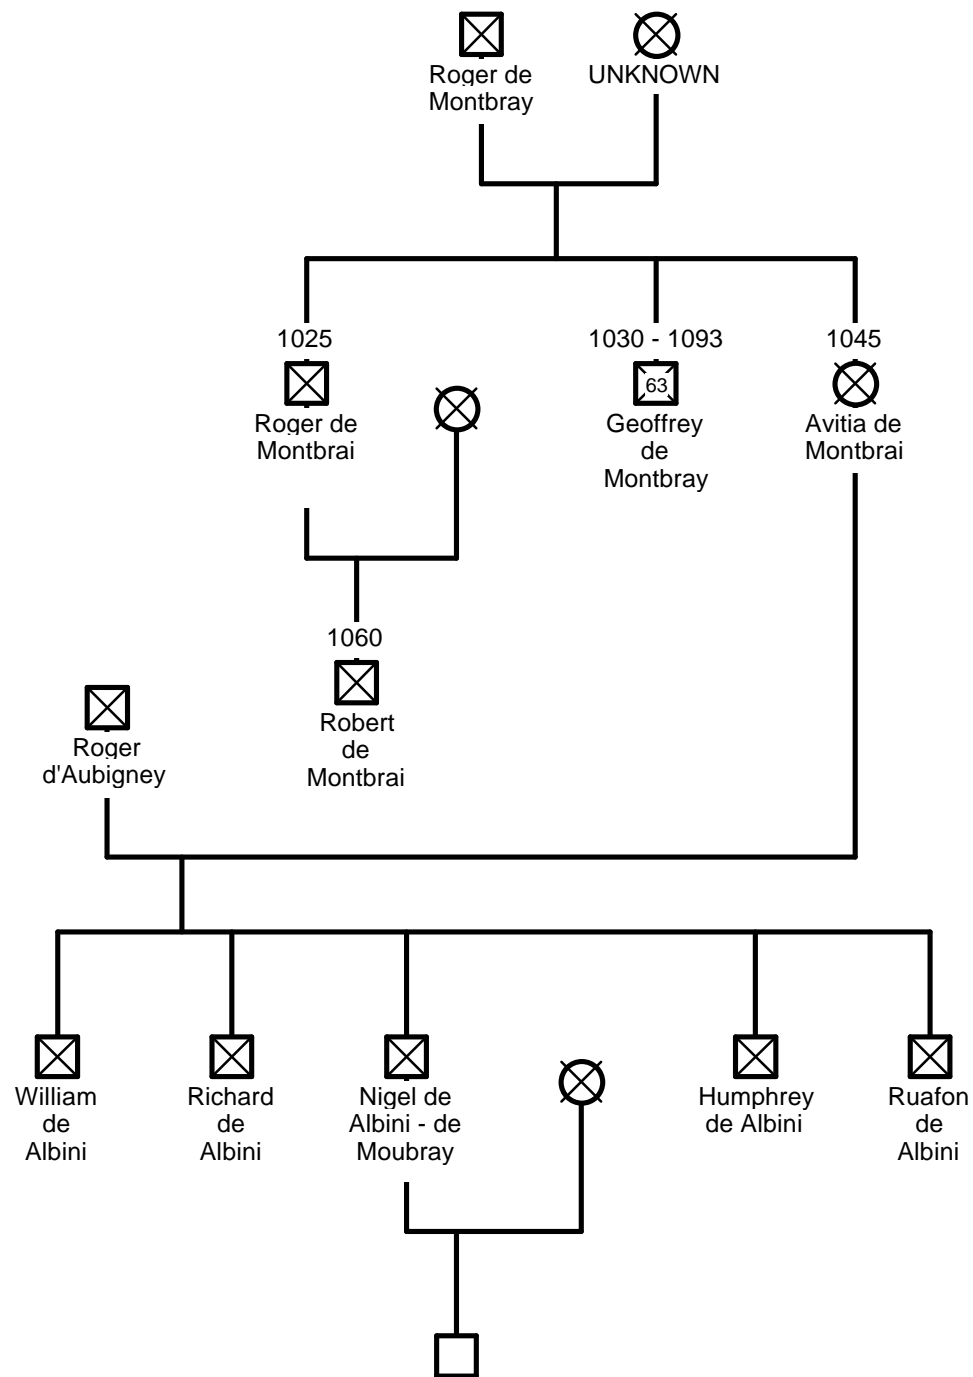 Roger de
Montbray
UNKNOWN
1025
1030 - 1093
1045
63
Roger de
Montbrai
Geoffrey
de
Montbray
Avitia de
Montbrai
1060
Robert
de
Montbrai
Roger
d'Aubigney
William
de
Albini
Richard
de
Albini
Nigel de
Albini - de
Moubray
Humphrey
de Albini
Ruafon
de
Albini